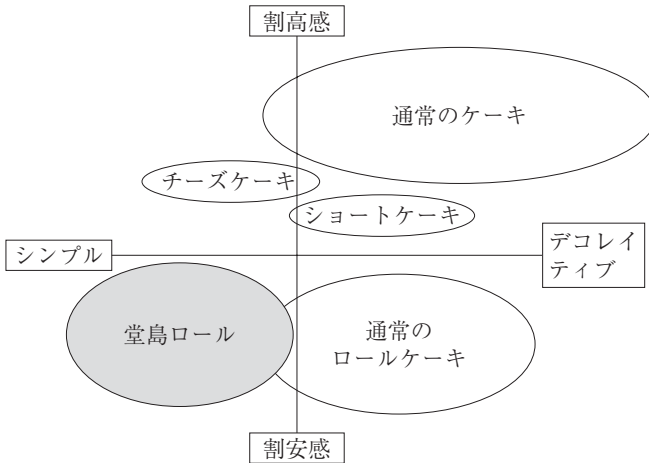 割高感
通常のケーキ
チーズケーキ
ショートケーキ
シンプル
デコレイ
ティブ
堂島ロール
通常の
ロールケーキ
割安感